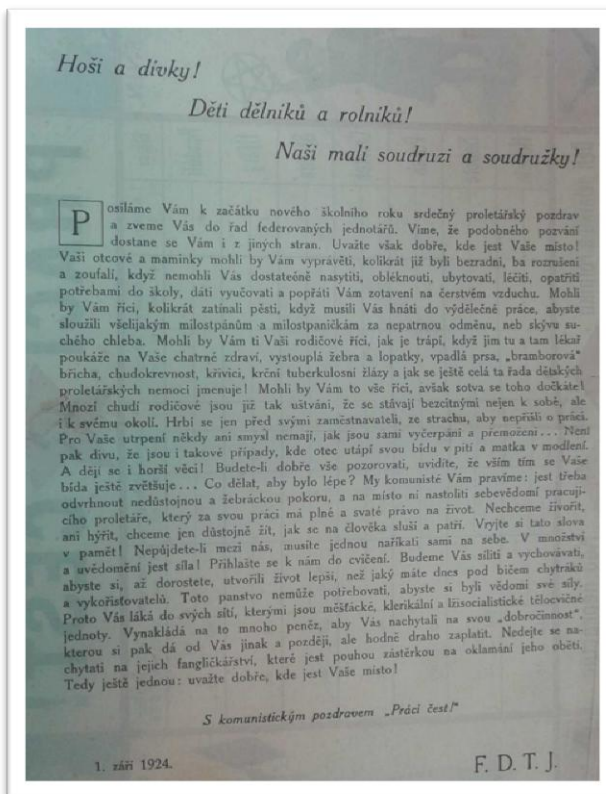 Hoši a dívky!
Děti dělníků a rolníků!
Naši malí soudruzi a soudružky!
Posíláme Vám k začátku nového školního roku srdečný proletářský pozdrav
a zveme Vás do řad federovaných jednotářů. Víme, že podobného pozvání
dostane se Vám i z jiných stran. Uvažte však dobře, kde jest Vaše místo!
Vaši otcové a maminky mohli by Vám vyprávěti, kolikrát již byli bezradni, ba rozrušeni
a zoufalí, když nemohli Vás dostatečně nasytiti, obléknouti, ubytovati, léčiti, opatřiti
potřebami do školy, dáti vyučovati a popřáti Vám zotavení na čerstvém vzduchu. Mohli
by Vám říci, kolikrát zatínali pěsti, když musili Vás hnáti do výdělečné práce, abyste
sloužili všelijakým milostpánům a milostpaničkám za nepatrnou odměnu, neb skývu su-
chého chleba. Mohli by Vám ti Vaši rodičové říci, jak je trápí, když jim tu a tam lékař
poukáže na Vaše chatrné zdraví, vystouplá žebra a lopatky, vpadlá prsa, „bramborová"
břicha, chudokrevnost, křivici, krční tuberkulosní žlázy a jak se ještě celá ta řada dětských
proletářských nemocí jmenuje! Mohli by Vám to vše říci, avšak sotva se toho dočkáte!
Mnozí chudí rodičové jsou již tak uštváni, že se stávají bezcitnými nejen k sobě, ale
i k svému okolí. Hrbí se jen před svými zaměstnavateli, ze strachu, aby nepřišli o práci.
Pro Vaše utrpení někdy ani smysl nemají, jak jsou sami vyčerpáni a přemoženi... Není
pak divu, že jsou i takové případy, kde otec utápí svou bídu v pití a matka v modlení.
A dějí se i horší věci! Budete-li dobře vše pozorovati, uvidíte, že vším tím se Vaše
bída ještě zvětšuje... Co dělat, aby bylo lépe? My komunisté Vám pravíme: jest třeba
odvrhnout nedůstojnou a žebráckou pokoru, a na místo ní nastoliti sebevědomí pracují-
cího proletáře, který za svou práci má plné a svaté právo na život. Nechceme živořit,
ani hýřit, chceme jen důstojně žít, jak se na člověka sluší a patří. Vryjte si tato slova
v pamět! Nepůjdete-li mezi nás, musíte jednou naříkati sami na sebe. V množství
a uvědomění jest síla! Přihlašte se k nám do cvičení. Budeme Vás síliti a vychovávati,
abyste si, až dorostete, utvořili život lepší, než jaký máte dnes pod bičem chytráků
a vykořisťovatelů. Toto panstvo nemůže potřebovati, abyste si byli vědomi své síly.
Proto Vás láká do svých sítí, kterými jsou měšťácké, klerikální a lžisocialistické tělocvičné
jednoty. Vynakládá na to mnoho peněz, aby Vás nachytali na svou „dobročinnost",
kterou si pak dá od Vás jinak a později, ale hodně draho zaplatit. Nedejte se na-
chytati na jejich fangličkářství, které jest pouhou zástěrkou na oklamání jeho obětí.
Tedy ještě jednou: uvažte dobře, kde jest Vaše místo!
S komunistickým pozdravem „Práci čest!"
1. září 1924.
F. D. T. J.